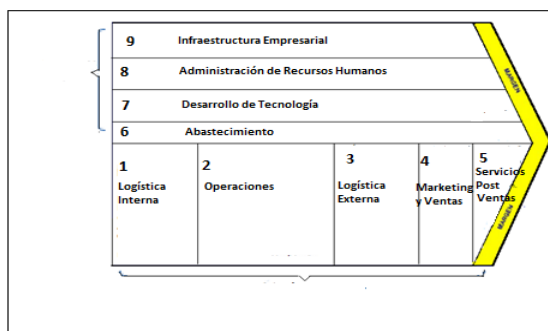 9 Infraestructura Empresarial
8 Administración de Recursos Humanos
7 Desarrollo de Tecnología
6 Abastecimiento
MARGEN
1
Logística
Interna
2
Operaciones
3
Logística
Externa
4
Marketing
y Ventas
5
Servicios
Post
Ventas
MARGEN